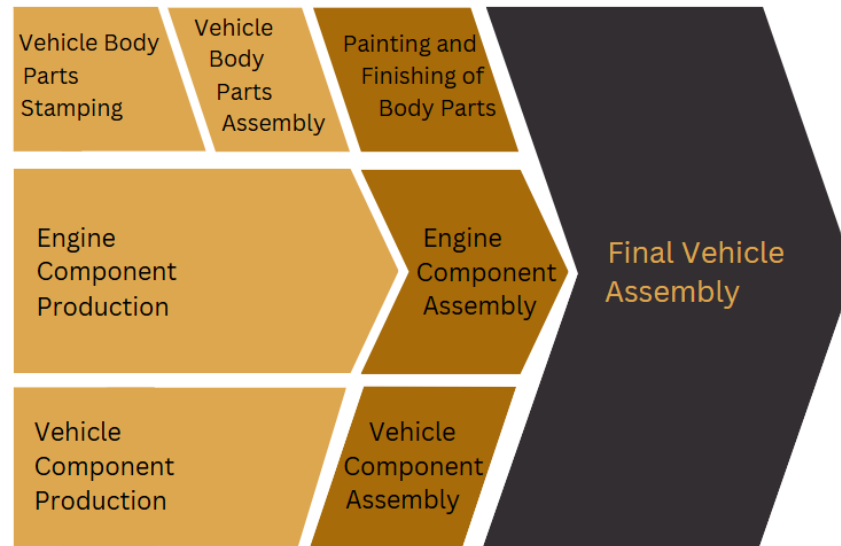 Vehicle Body
Parts
Stamping
Vehicle
Body
Parts
Assembly
Painting and
Finishing of
Body Parts
Engine
Component
Production
Engine
Component
Assembly
Vehicle
Component
Production
Vehicle
Component
Assembly
Final Vehicle
Assembly